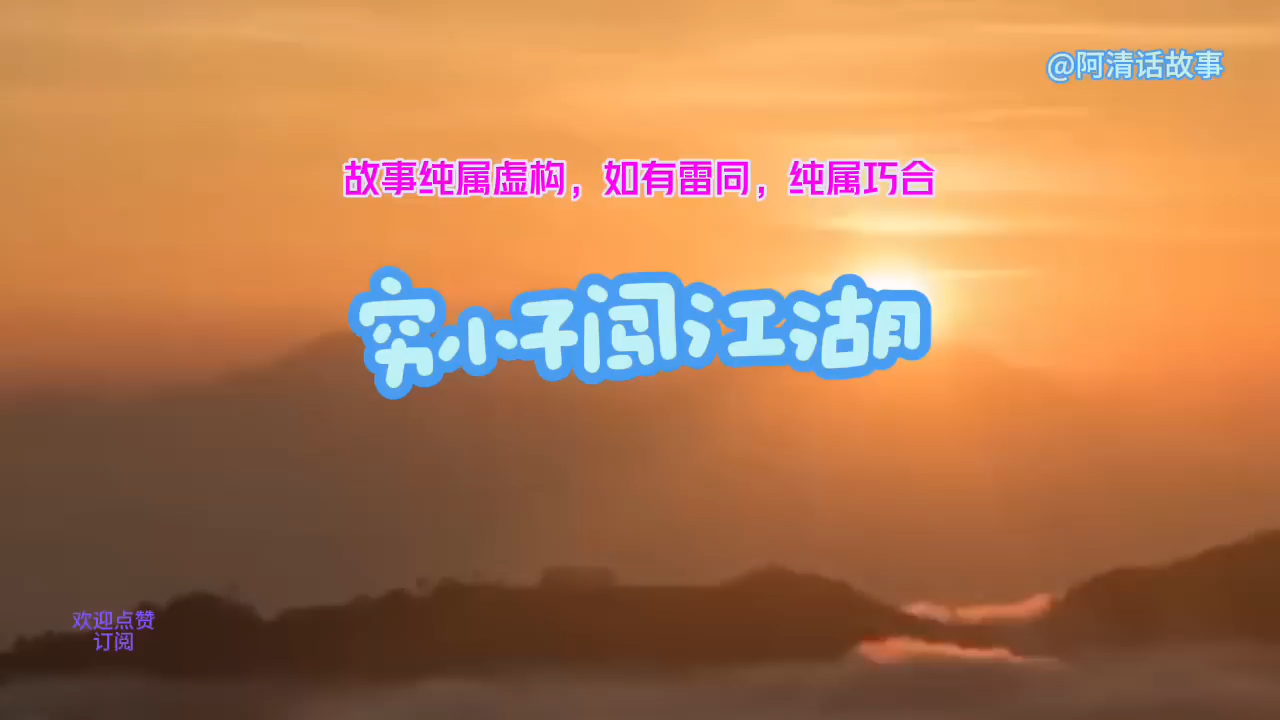 @阿清话故事
故事纯属虚构，如有雷同，纯属巧合
穷小子闯江湖
欢迎点赞
订阅